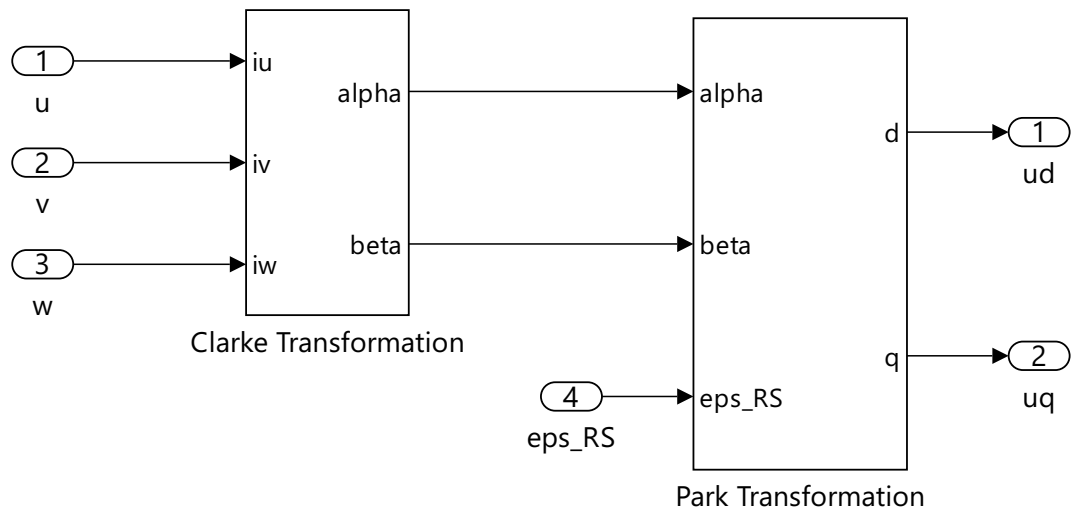 1
u
2
v
3
w
iu
iv
iw
alpha
beta
Clarke Transformation
4
eps_RS
alpha
beta
eps_RS
d
q
Park Transformation
1
ud
2
uq